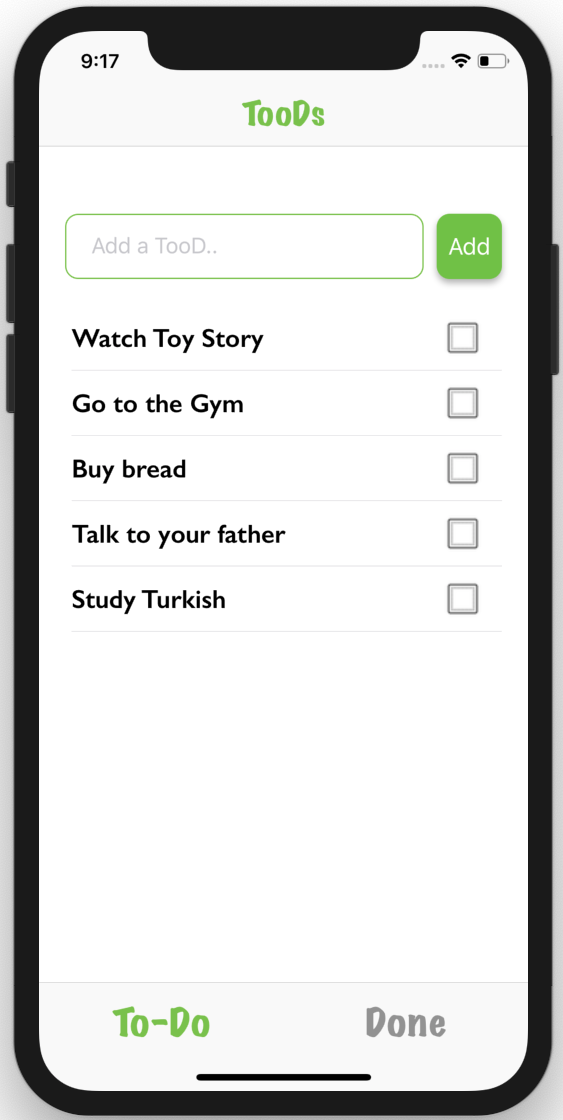 9:17
TooDs
Add a TooD..
Add
Watch Toy Story
Go to the Gym
Buy bread
Talk to your father
Study Turkish
To-Do
Done